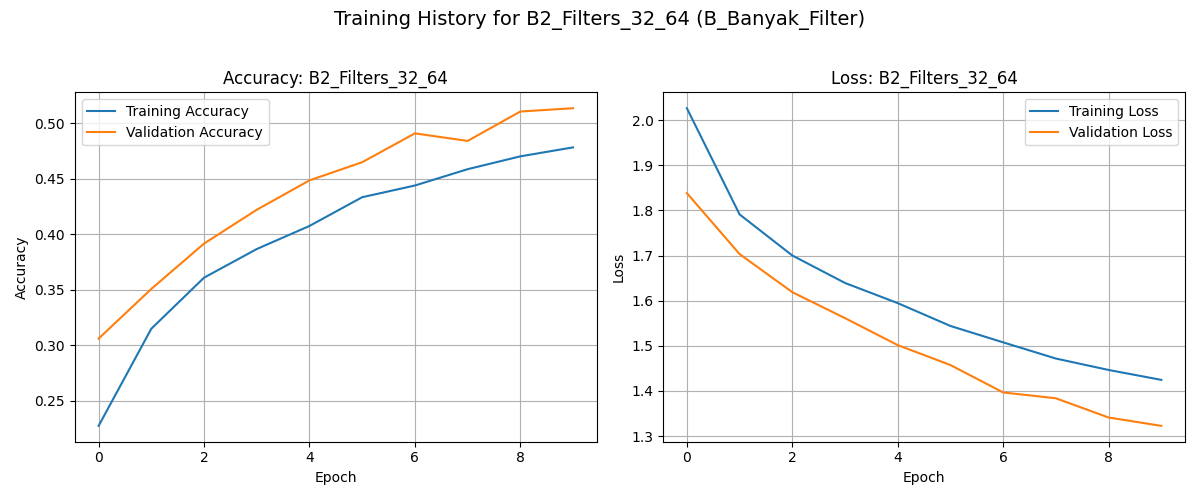 Training History for B2_Filters_32_64 (B_Banyak_Filter)
Accuracy: B2_Filters_32_64
Training Accuracy
Validation Accuracy
0.50
0.45
0.40
0.35
0.30
0.25
Accuracy
0 2 4 6 8
Epoch
Loss: B2_Filters_32_64
Training Loss
Validation Loss
2.0
1.9
1.8
1.7
1.6
1.5
1.4
1.3
Loss
0 2 4 6 8
Epoch